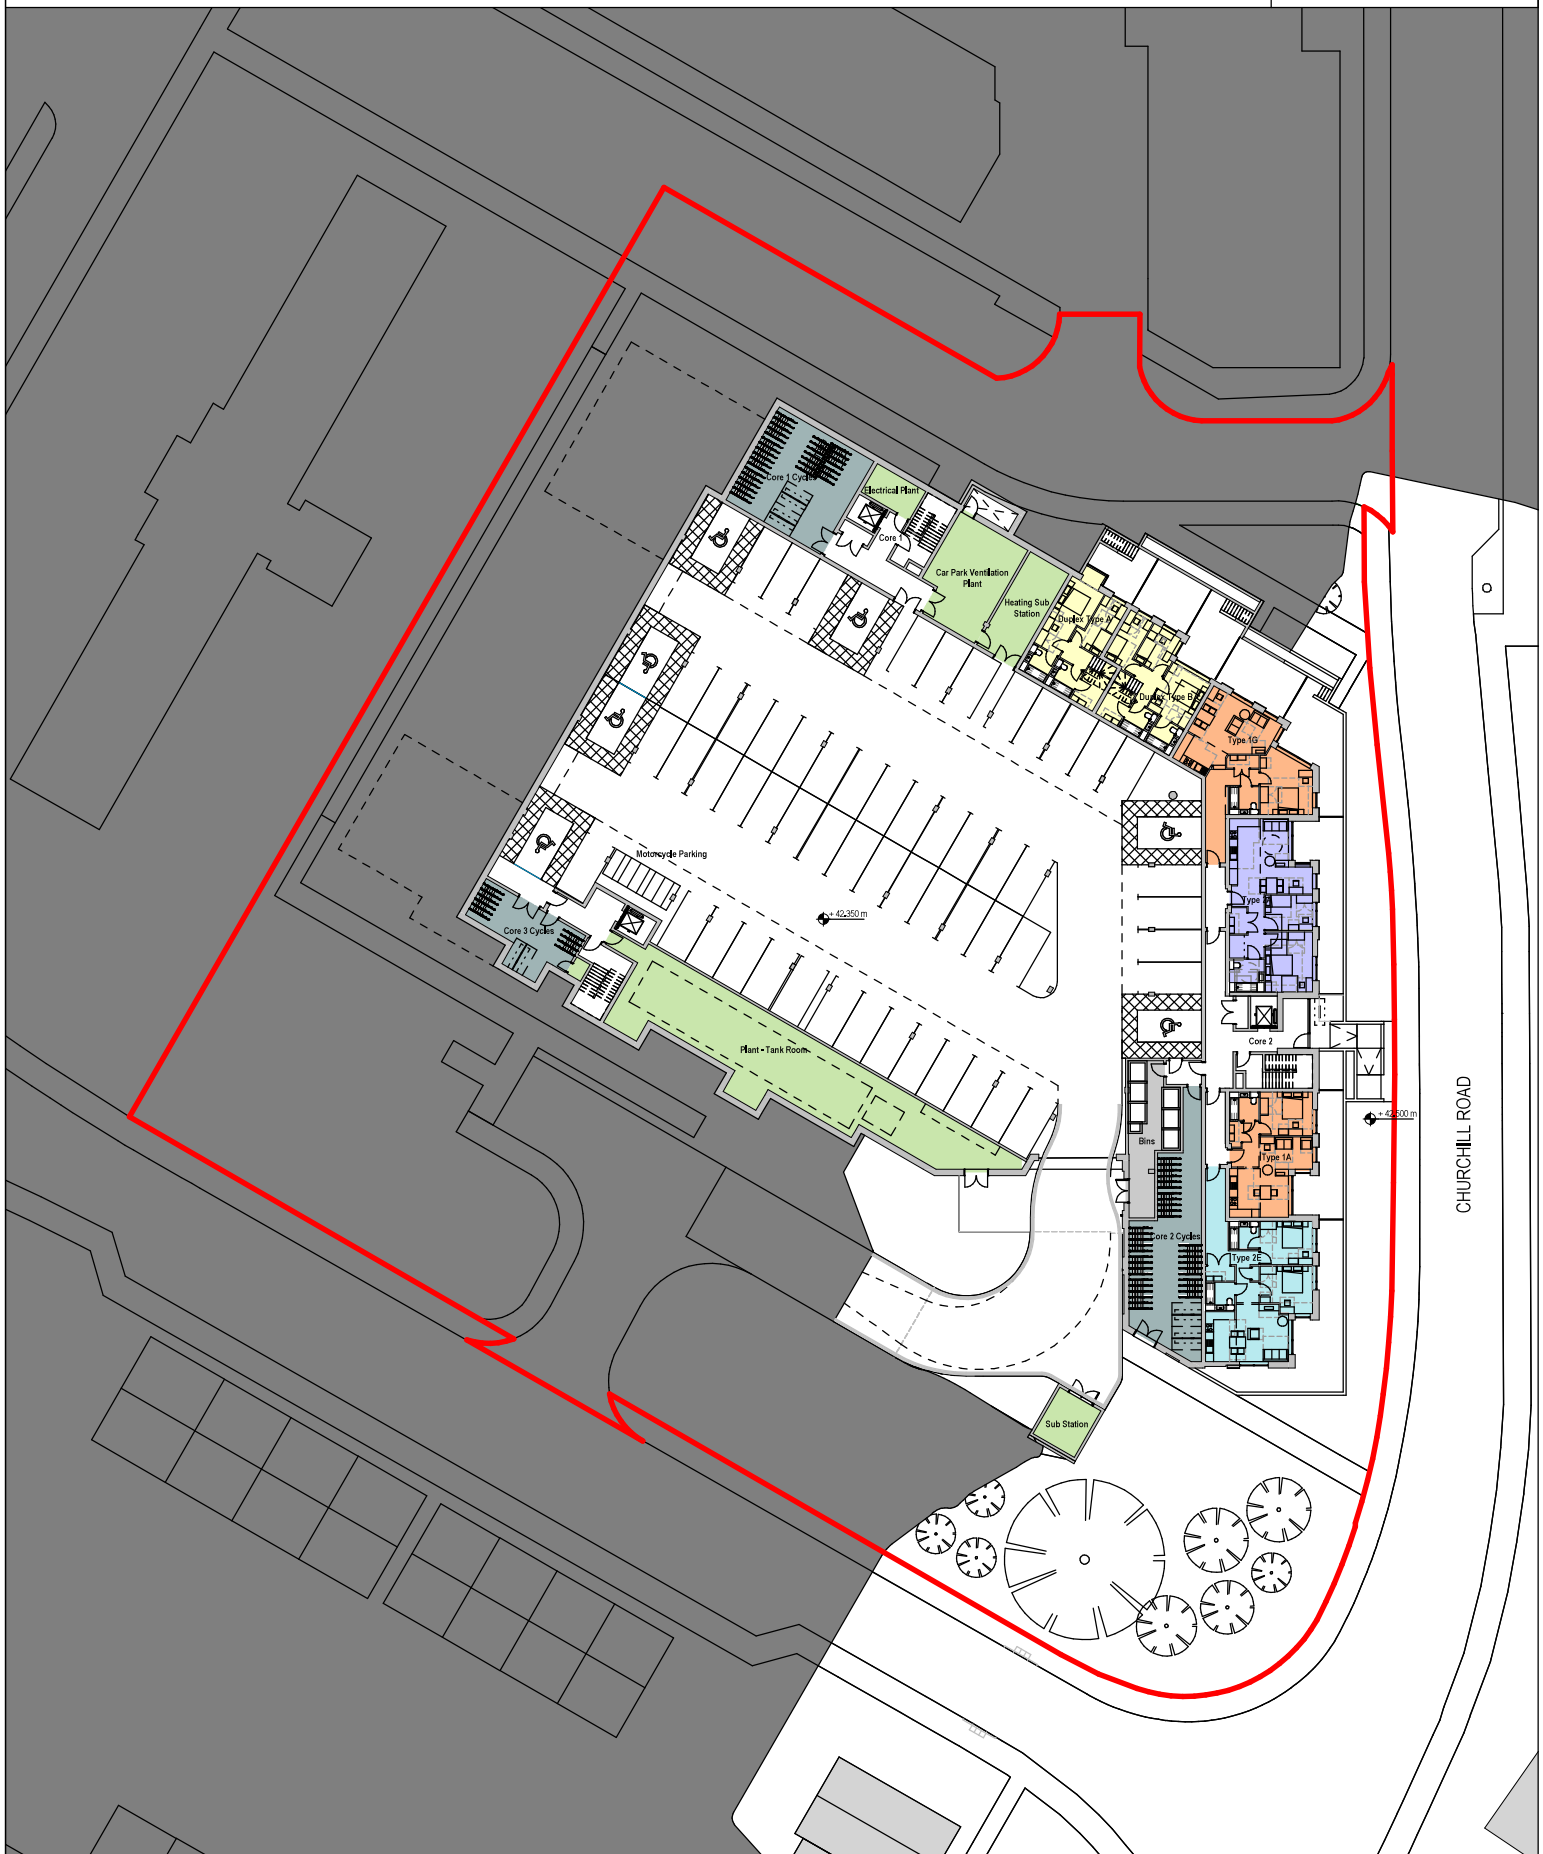 Core 1 Cycles
Electrical Plant
Core 1
Car Park Ventilation
Plant
Heating Sub
Station
Duplex Type A
Duplex Type B
Type 1G
Motorcycle Parking
Type
+ 42.350 m
Core 3 Cycles
Core 2
Plant - Tank Room
CHURCHILL ROAD
+ 42.500 m
Bins
Type 1A
Core 2 Cycles
Type 2E
Sub Station